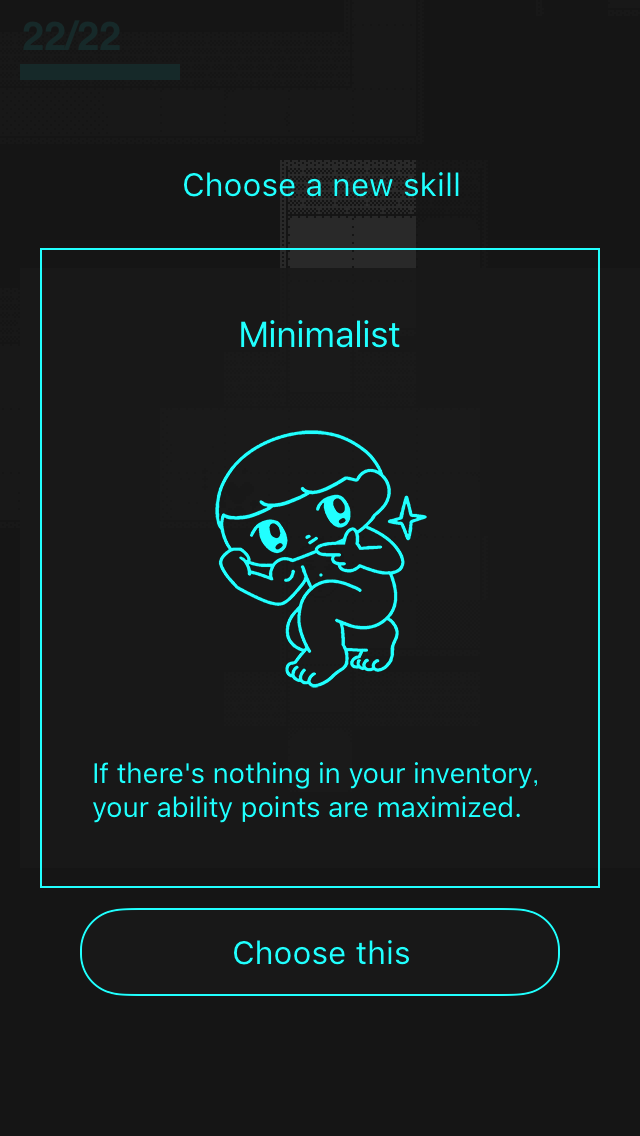 22/22
Choose a new skill
Minimalist
If there's nothing in your inventory,
your ability points are maximized.
Choose this